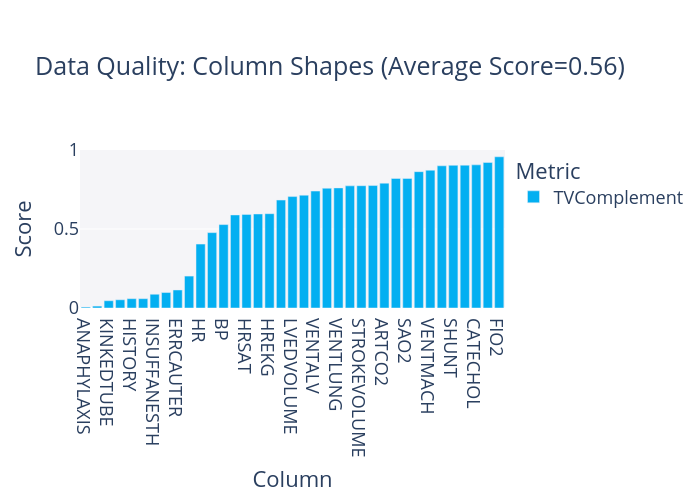 Data Quality: Column Shapes (Average Score=0.56)
1
0.5
0
Score
Metric
TVComplement
ANAPHYLAXIS
KINKEDTUBE
HISTORY
INSUFFANESTH
ERRCAUTER
HR
BP
HRSAT
HREKG
LVEDVOLUME
VENTALV
VENTLUNG
STROKEVOLUME
ARTCO2
SAO2
VENTMACH
SHUNT
CATECHOL
FIO2
Column